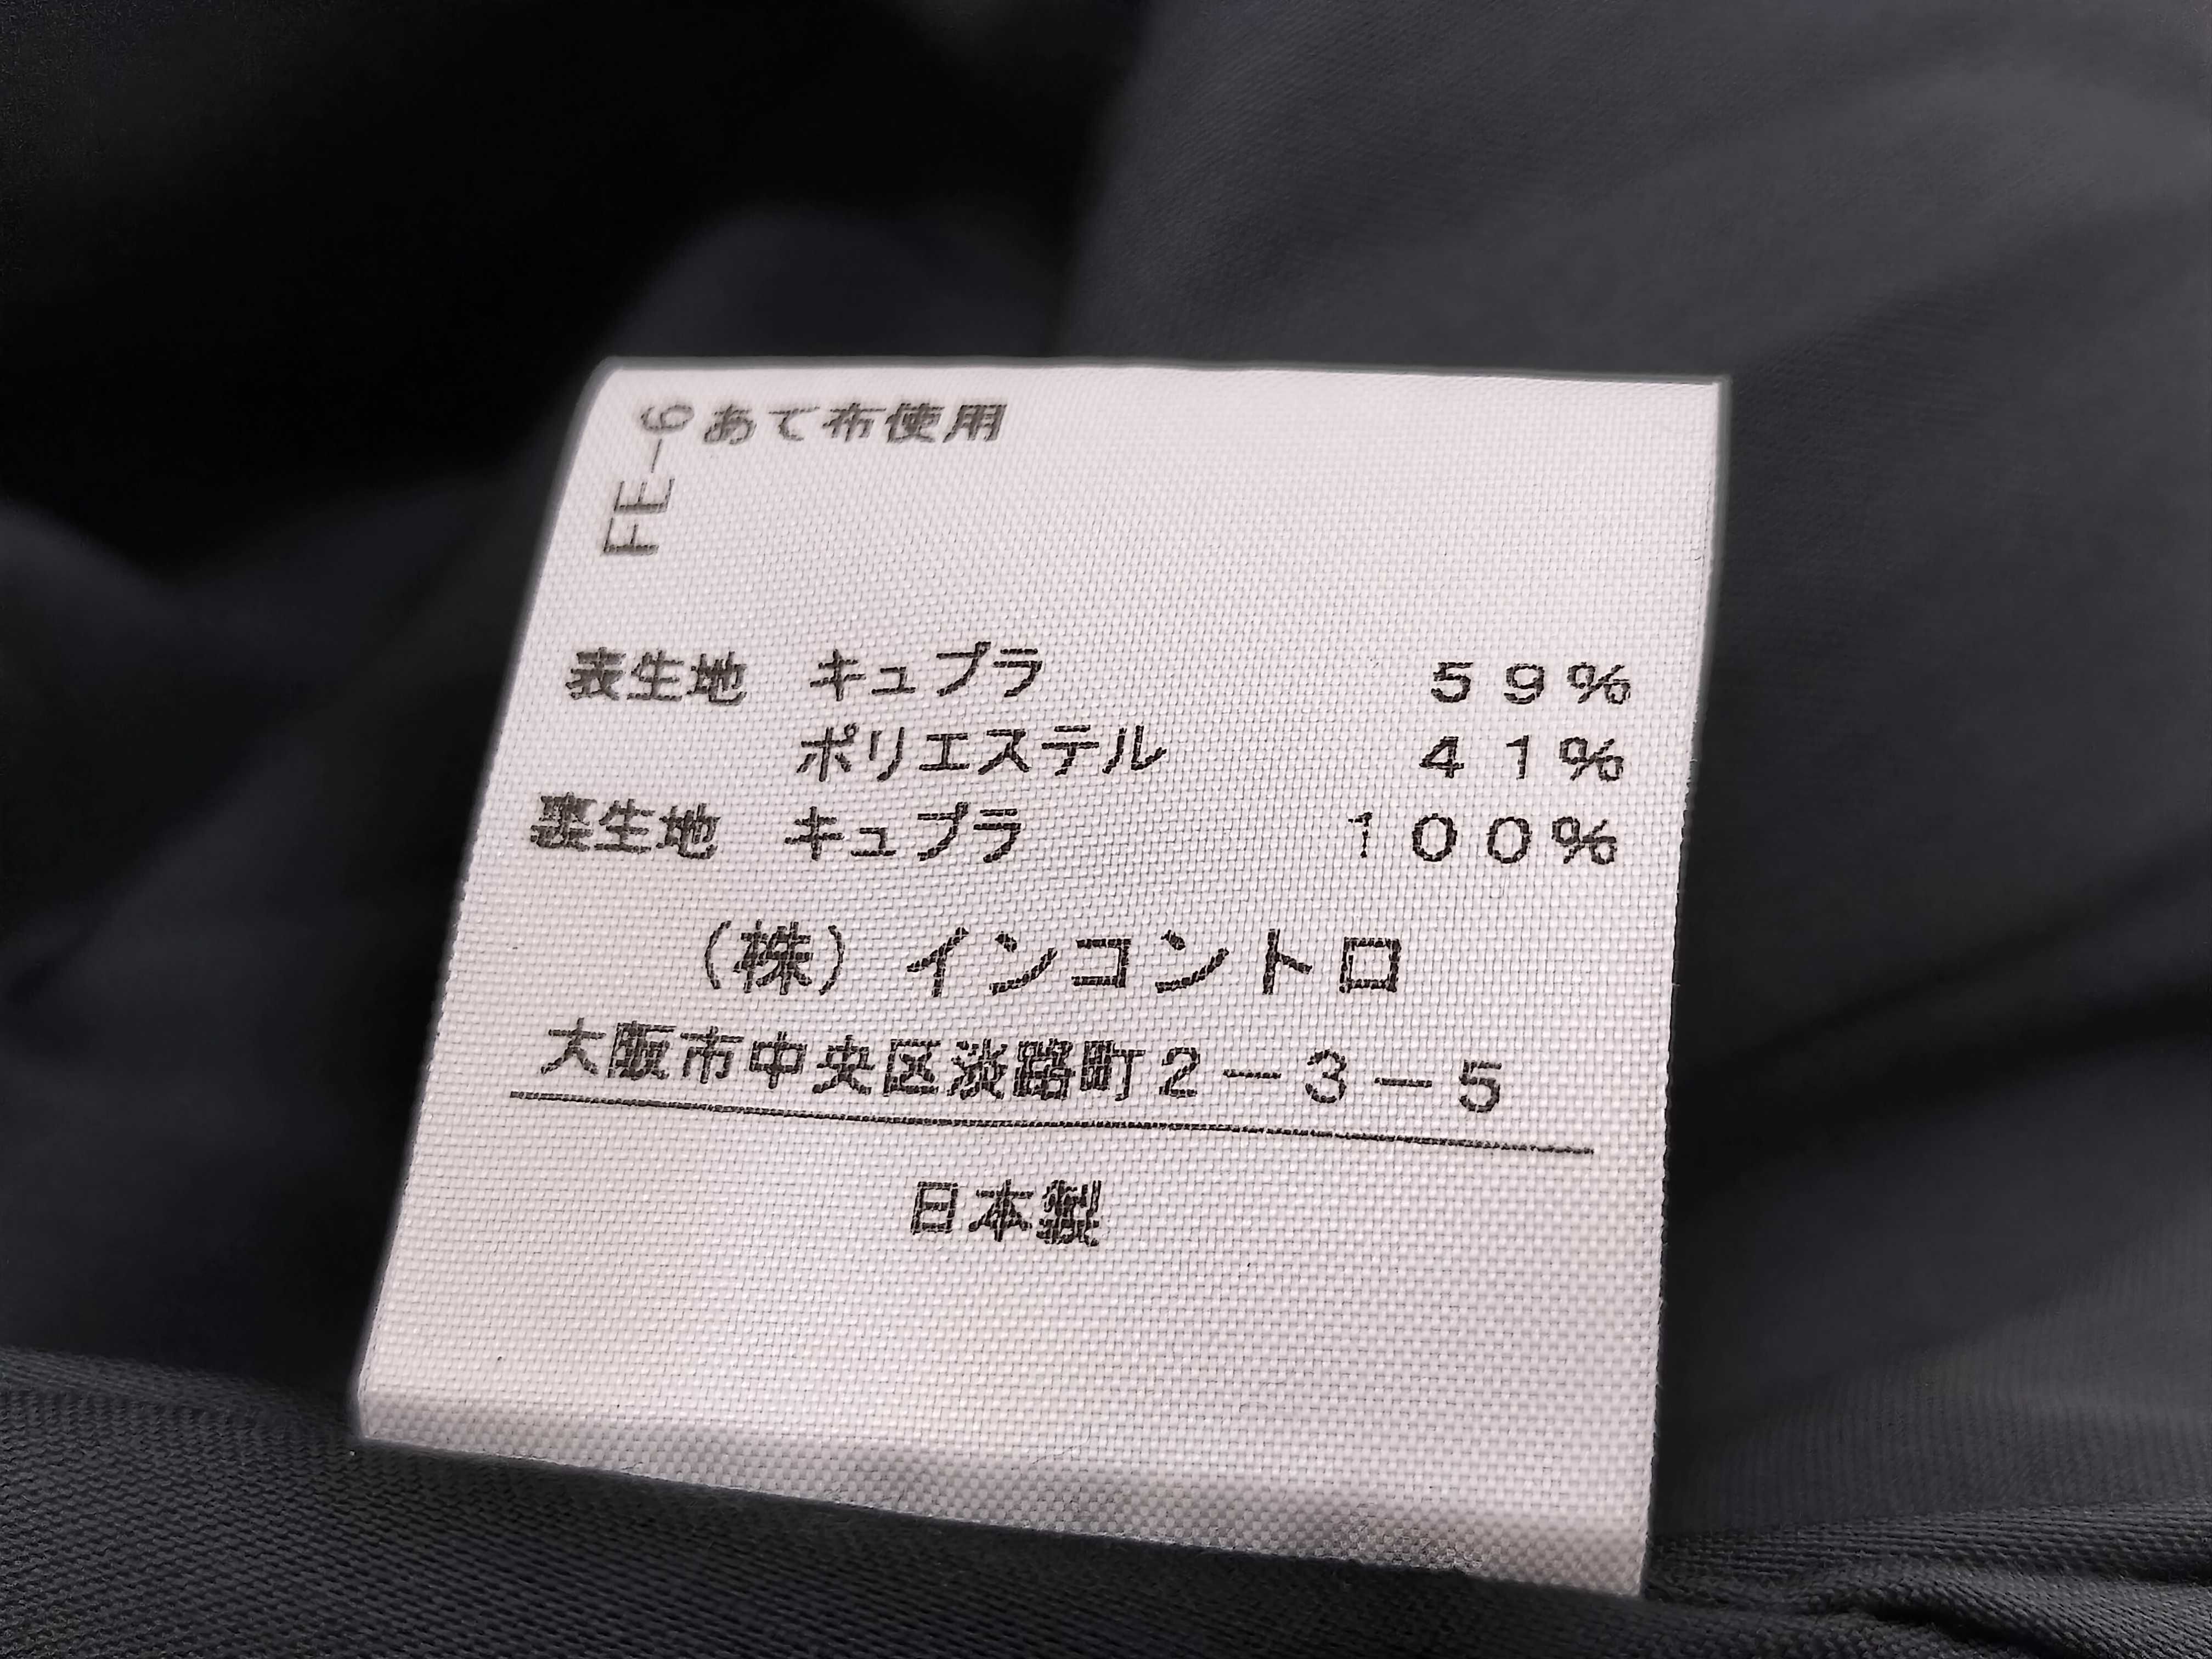 あて布使用
FE-6
表生地 キュプラ 59%
ポリエステル 41%
裏生地 キュプラ 100%
(株) インコントロ
大阪市中央区淡路町2-3-5
日本製